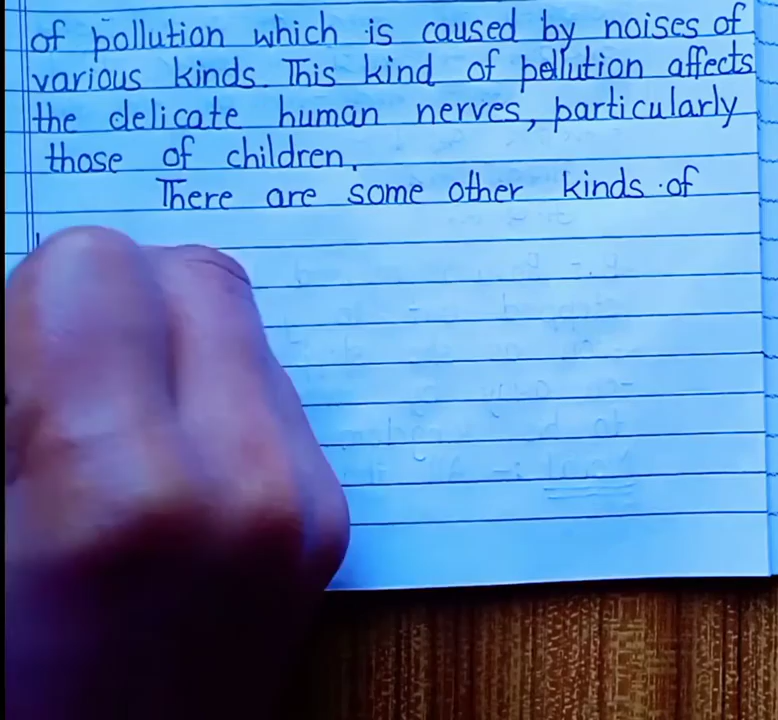 of pollution which is caused by noises of
various kinds. This kind of pollution affects
the delicate human nerves, particularly
those of children.
There are some other kinds of